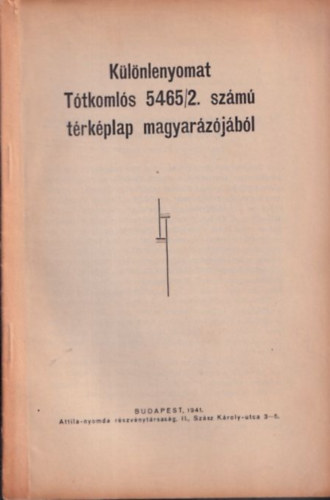 Különlenyomat
Tótkomlós 5465/2. számú
térképlap magyarázójából
BUDAPEST, 1941.
Attila-nyomda részvénytársaság, II., Szász Károly-utca 3-5.